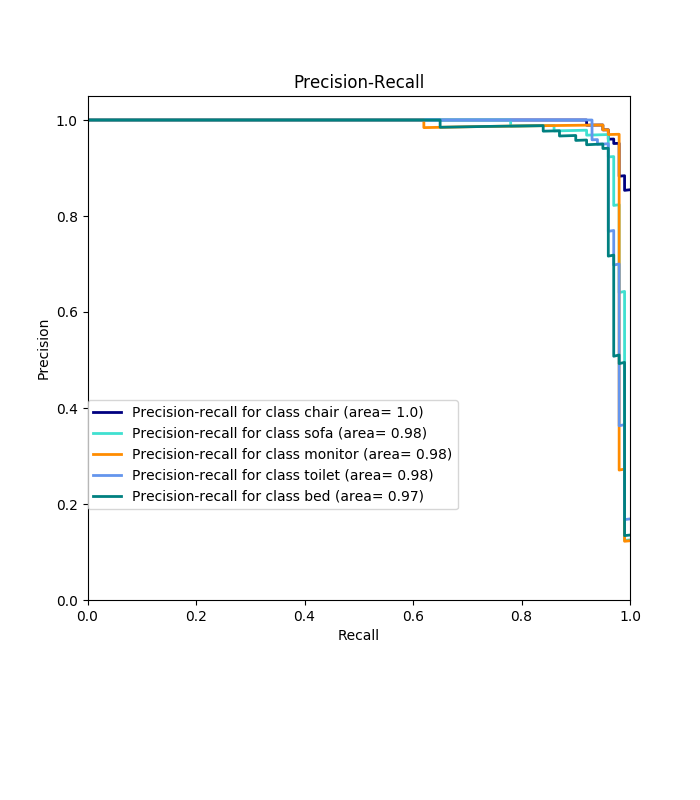 Precision-Recall
1.0
0.8
0.6
0.4
0.2
0.0
Precision
Precision-recall for class chair (area= 1.0)
Precision-recall for class sofa (area= 0.98)
Precision-recall for class monitor (area= 0.98)
Precision-recall for class toilet (area= 0.98)
Precision-recall for class bed (area= 0.97)
0.0 0.2 0.4 0.6 0.8 1.0
Recall